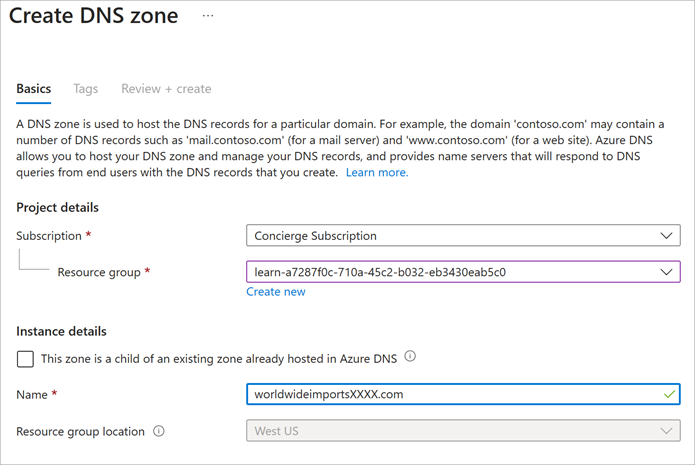 Create DNS zone ...
Basics Tags Review + create
A DNS zone is used to host the DNS records for a particular domain. For example, the domain 'contoso.com' may contain a
number of DNS records such as 'mail.contoso.com' (for a mail server) and 'www.contoso.com' (for a web site). Azure DNS
allows you to host your DNS zone and manage your DNS records, and provides name servers that will respond to DNS
queries from end users with the DNS records that you create. Learn more.
Project details
Subscription * Concierge Subscription
Resource group * learn-a7287f0c-710a-45c2-b032-eb3430eab5c0
Create new
Instance details
This zone is a child of an existing zone already hosted in Azure DNS
Name * worldwideimportsXXXX.com
Resource group location West US